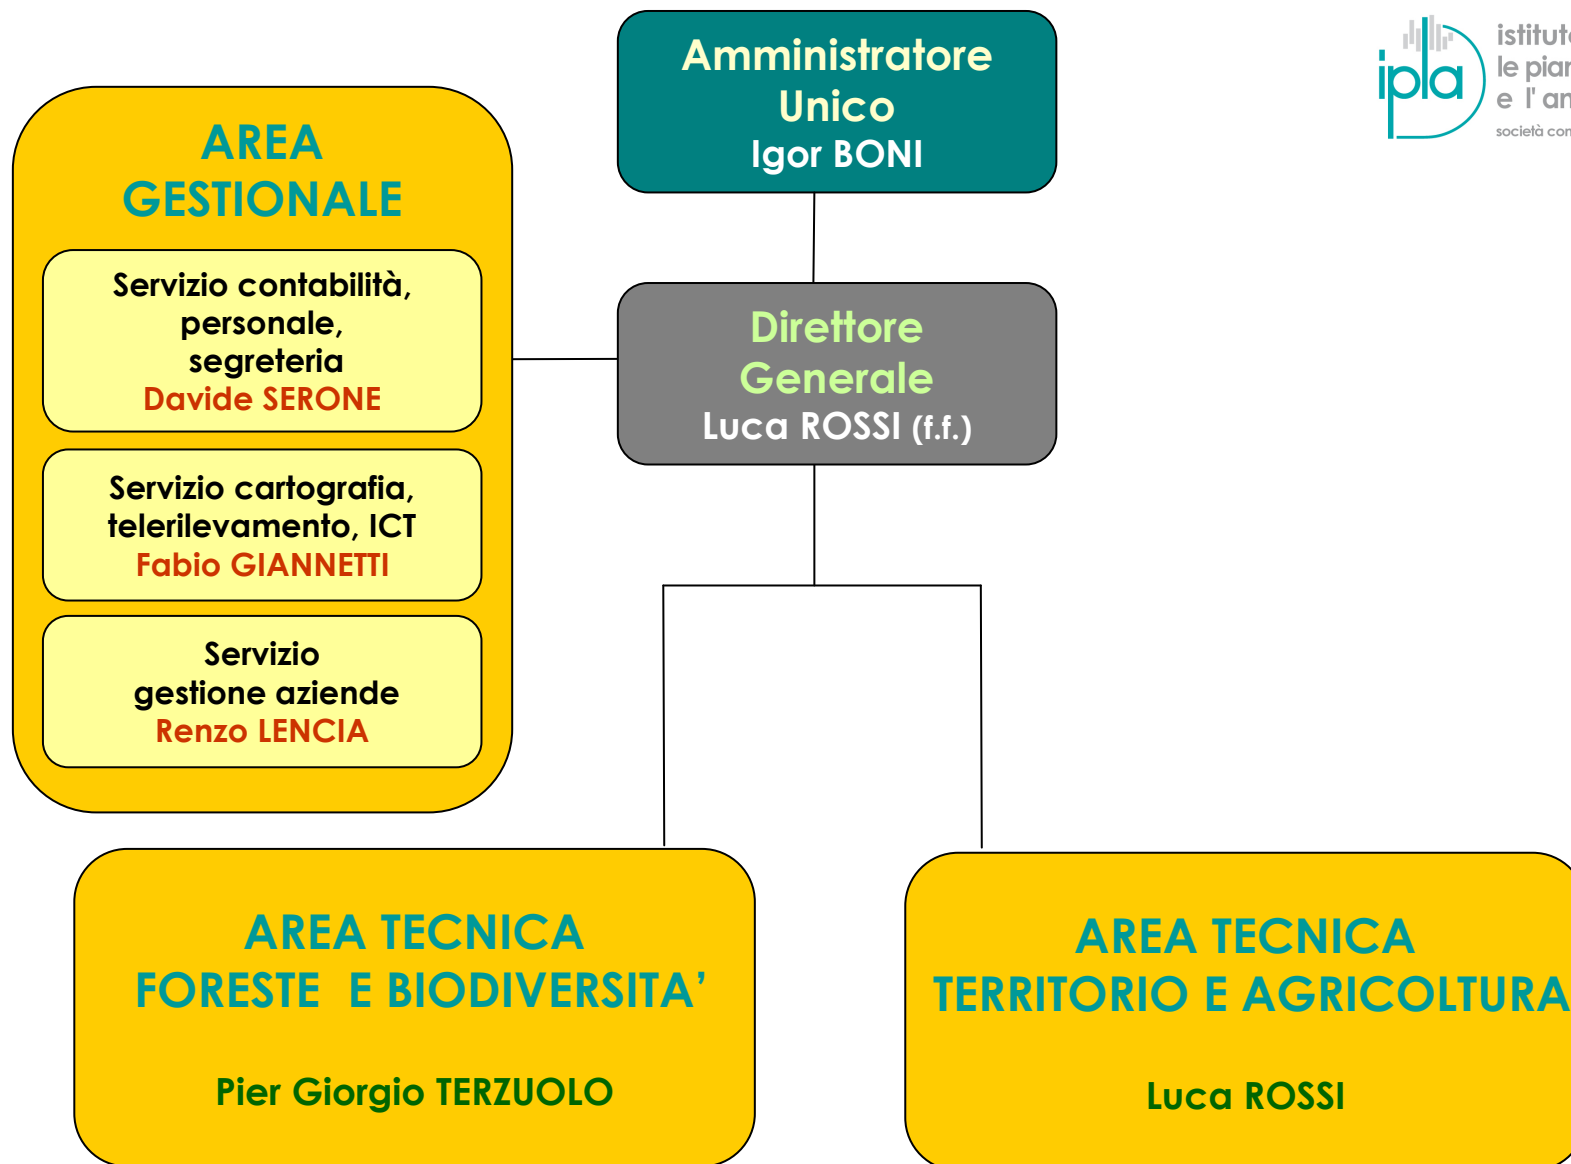 Amministratore
Unico
Igor BONI
ipla
le
e l'
società
AREA
GESTIONALE
Servizio contabilità,
personale,
segreteria
Davide SERONE
Servizio cartografia,
telerilevamento, ICT
Fabio GIANNETTI
Servizio
gestione aziende
Renzo LENCIA
Direttore
Generale
Luca ROSSI (f.f.)
AREA TECNICA
FORESTE E BIODIVERSITA’
Pier Giorgio TERZUOLO
AREA TECNICA
TERRITORIO E AGRICOLTURA
Luca ROSSI